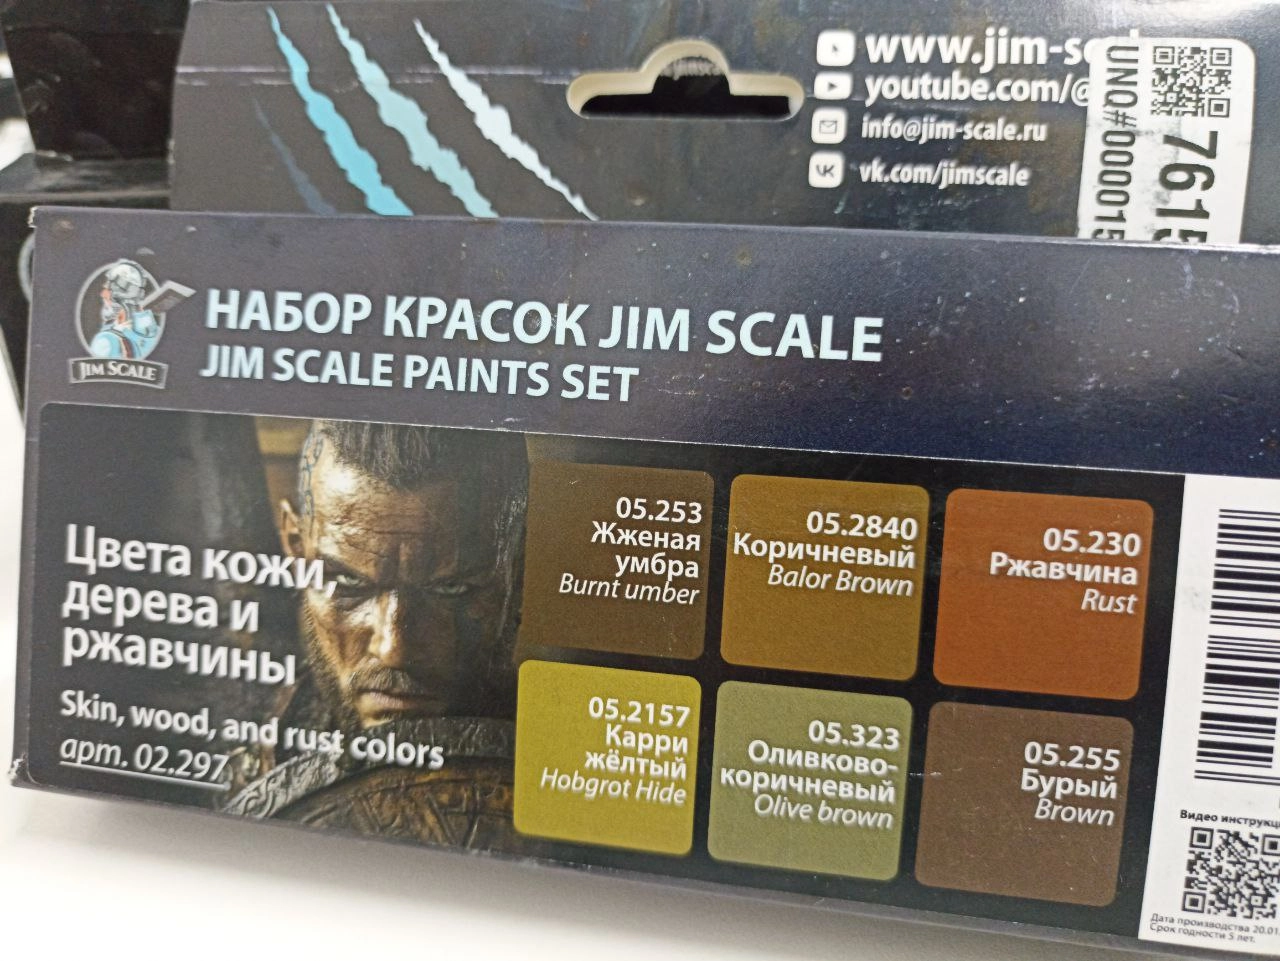 www.jim-sc
youtube.com/@
info@jim-scale.ru
vk.com/jimscale
UNQ#000015
7615
JIM SCALE
НАБОР КРАСОК JIM SCALE
JIM SCALE PAINTS SET
Цвета кожи,
дерева и
ржавчины
Skin, wood, and rust colors
арт. 02.297
05.253
Жженая
умбра
Burnt umber
05.2840
Коричневый
Balor Brown
05.230
Ржавчина
Rust
05.2157
Карри
жёлтый
Hobgrot Hide
05.323
Оливково-
коричневый
Olive brown
05.255
Бурый
Brown
Видео инструкц
Дата производства 20.01
Срок годности 5 лет.